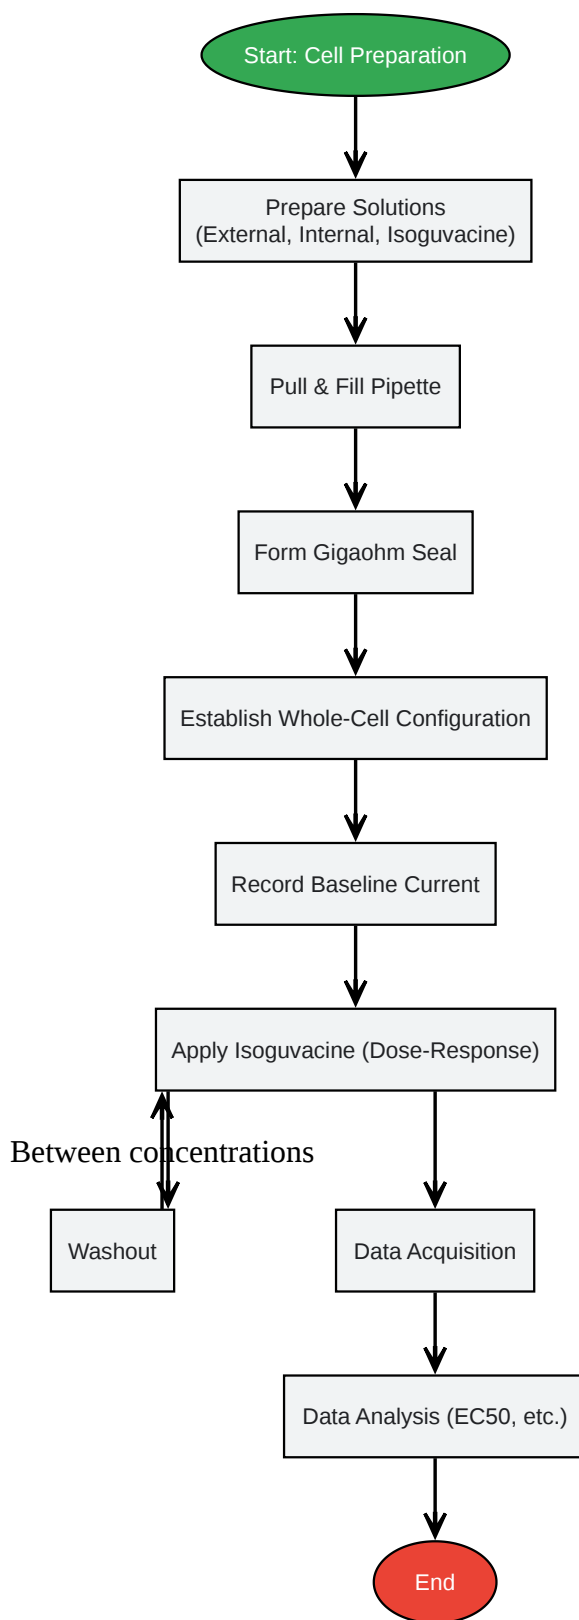 Start: Cell Preparation
Prepare Solutions
(External, Internal, Isoguvacine)
Pull & Fill Pipette
Form Gigaohm Seal
Establish Whole-Cell Configuration
Record Baseline Current
Apply Isoguvacine (Dose-Response)
Between concentrations
Washout
Data Acquisition
Data Analysis (EC50, etc.)
End